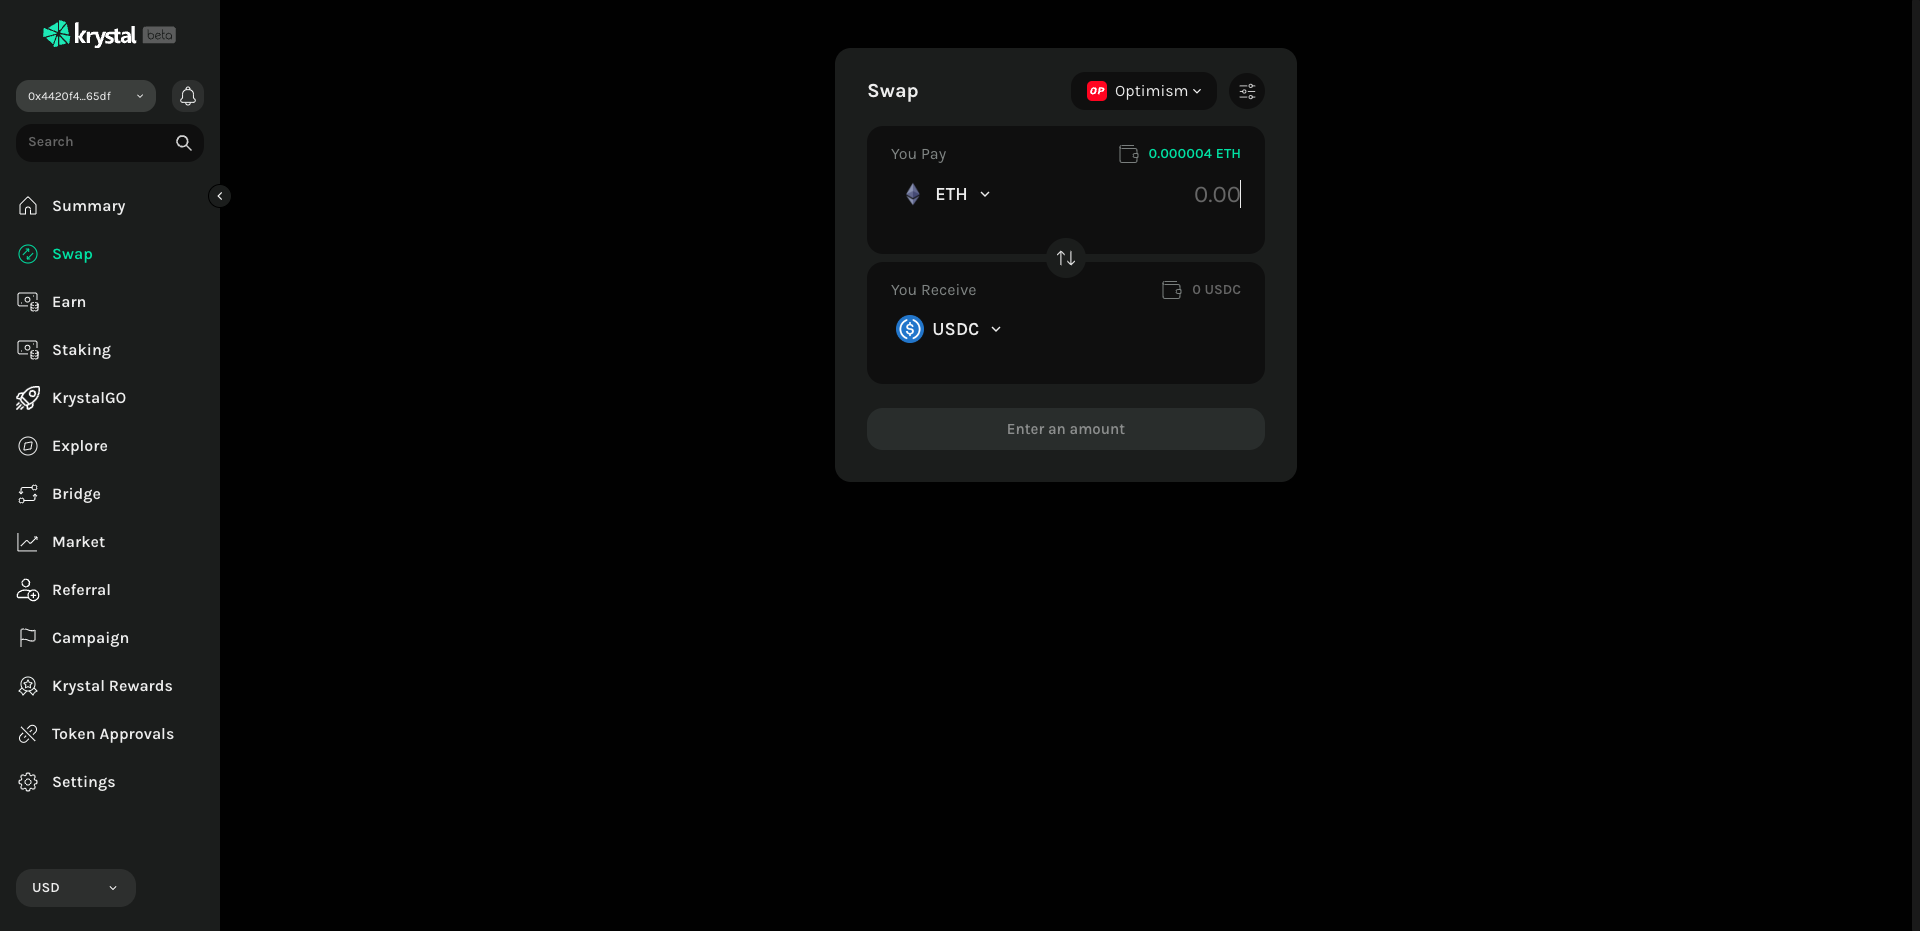 krystal beta
0x4420f4...65df
Search
Summary
Swap
Earn
Staking
KrystalGO
Explore
Bridge
Market
Referral
Campaign
Krystal Rewards
Token Approvals
Settings
USD
Swap
OP Optimism
You Pay
0.000004 ETH
ETH
0.00
You Receive
0 USDC
$ USDC
Enter an amount